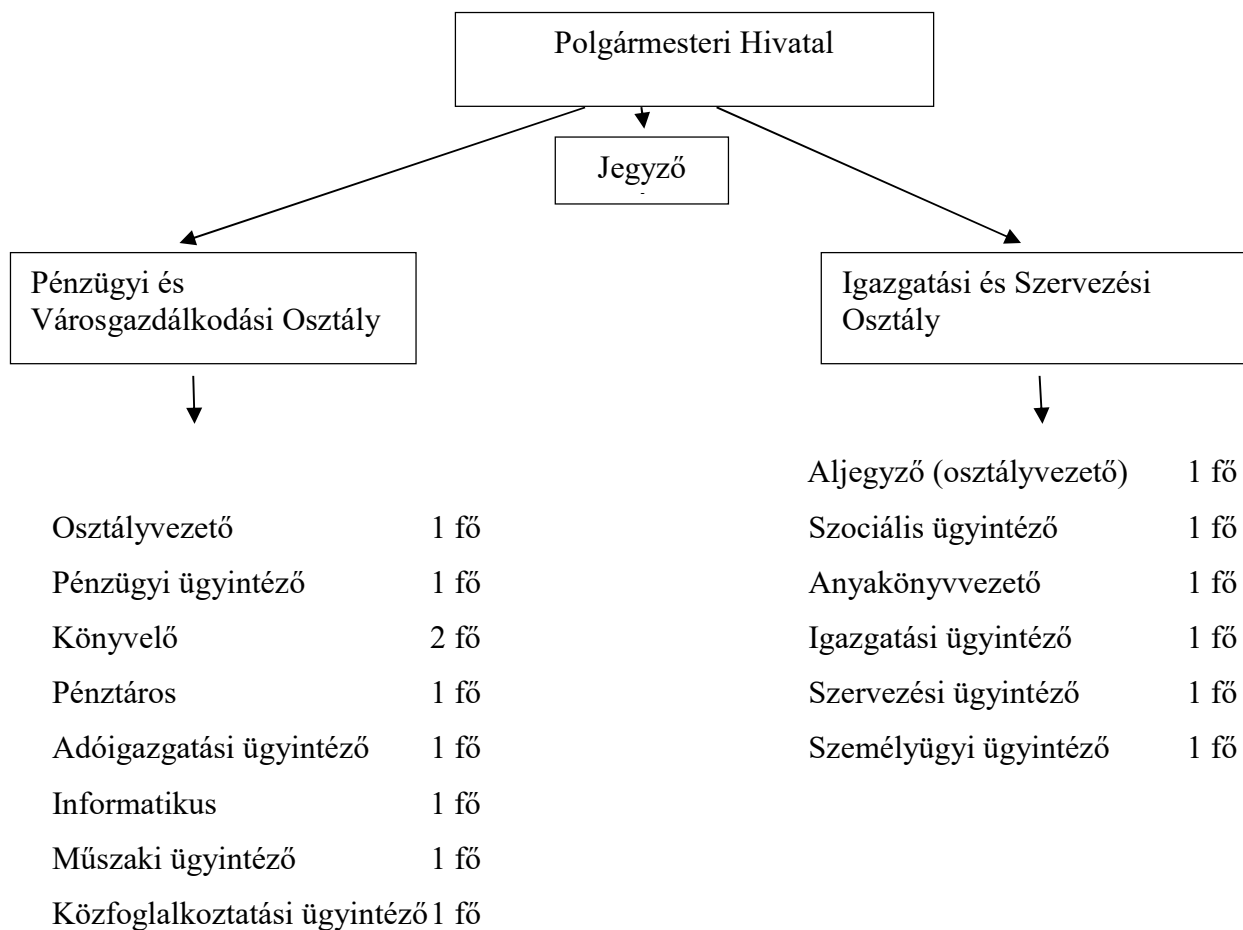 Polgármesteri Hivatal
Jegyző
Pénzügyi és
Városgazdálkodási Osztály
Igazgatási és Szervezési
Osztály
Osztályvezető 1 fő
Pénzügyi ügyintéző 1 fő
Könyvelő 2 fő
Pénztáros 1 fő
Adóigazgatási ügyintéző 1 fő
Informatikus 1 fő
Műszaki ügyintéző 1 fő
Közfoglalkoztatási ügyintéző 1 fő
Aljegyző (osztályvezető) 1 fő
Szociális ügyintéző 1 fő
Anyakönyvvezető 1 fő
Igazgatási ügyintéző 1 fő
Szervezési ügyintéző 1 fő
Személyügyi ügyintéző 1 fő